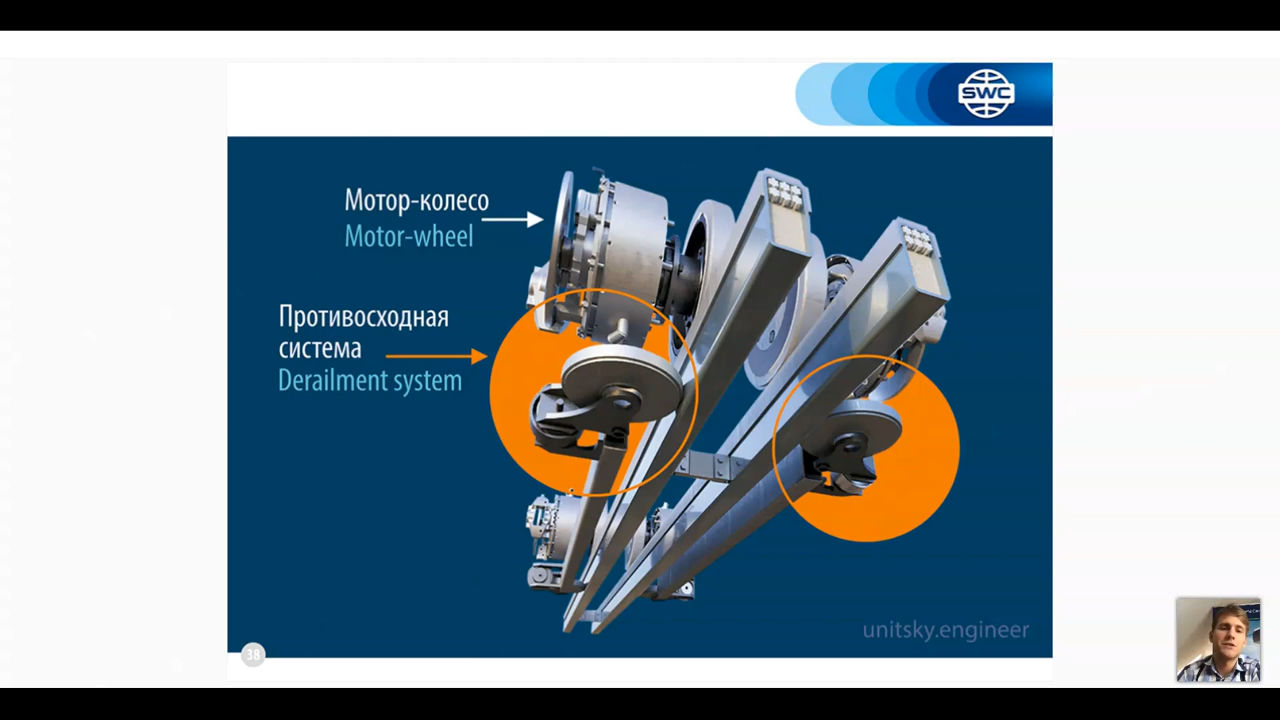 SWC
Мотор-колесо
Motor-wheel
Противосходная
система
Derailment system
unitsky.engineer
38